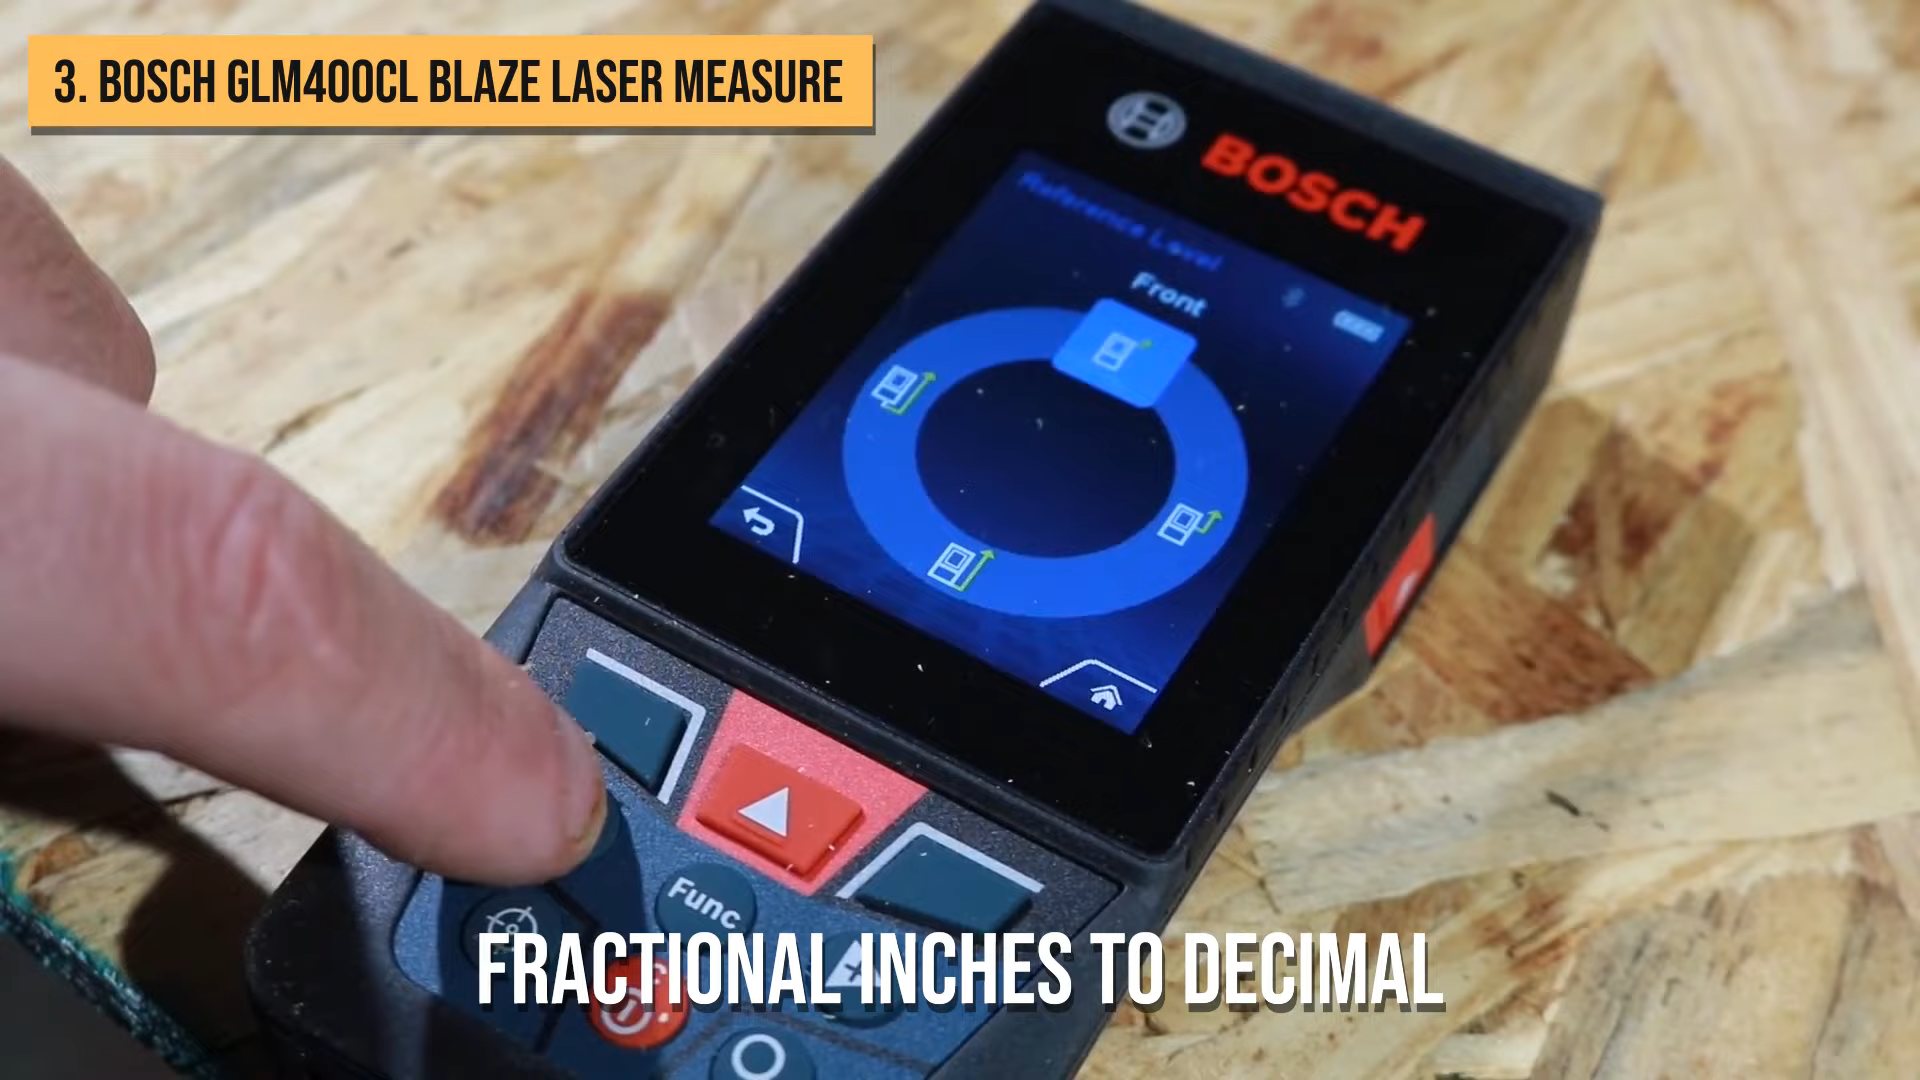 3. BOSCH GLM400CL BLAZE LASER MEASURE
BOSCH
Reference Level
Front
Func
FRACTIONAL INCHES TO DECIMAL